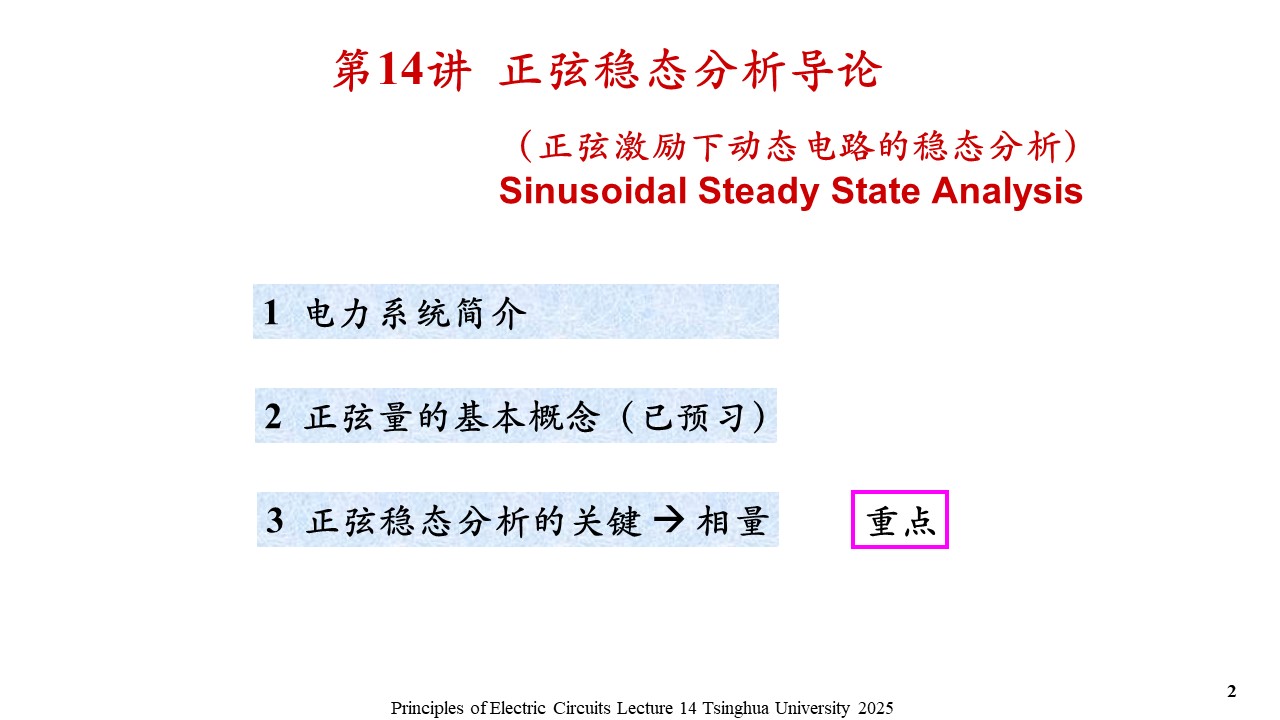 第14讲 正弦稳态分析导论
（正弦激励下动态电路的稳态分析）
Sinusoidal Steady State Analysis
1 电力系统简介
2 正弦量的基本概念（已预习）
3 正弦稳态分析的关键→相量
重点
Principles of Electric Circuits Lecture 14 Tsinghua University 2025
2